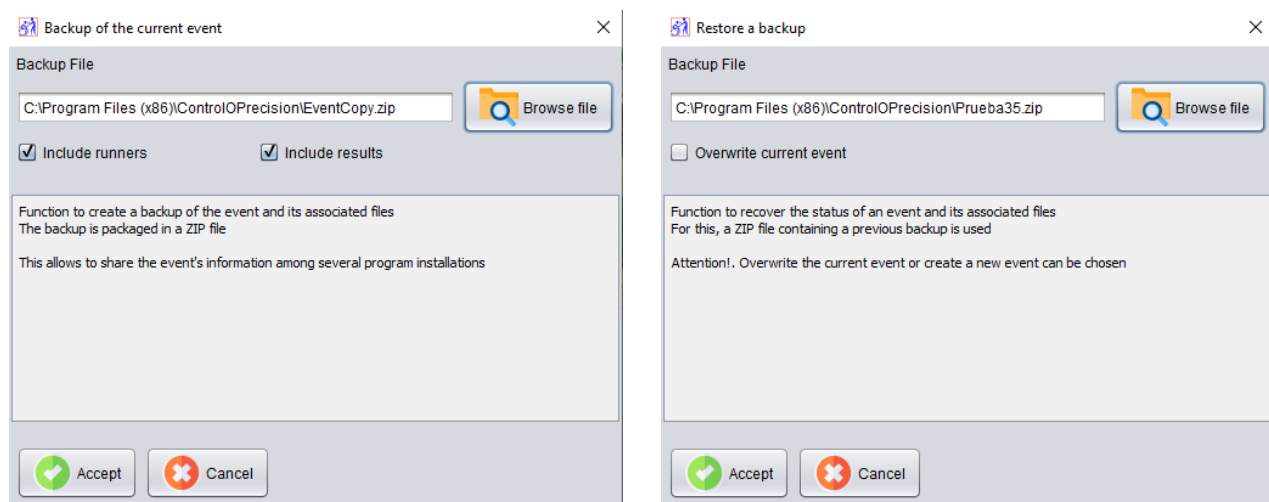 Backup of the current event
Backup File
C:\Program Files (x86)\ControlOPrecision\EventCopy.zip
Browse file
Include runners
Include results
Function to create a backup of the event and its associated files
The backup is packaged in a ZIP file
This allows to share the event's information among several program installations
Accept
Cancel
Restore a backup
Backup File
C:\Program Files (x86)\ControlOPrecision\Prueba35.zip
Browse file
Overwrite current event
Function to recover the status of an event and its associated files
For this, a ZIP file containing a previous backup is used
Attention!. Overwrite the current event or create a new event can be chosen
Accept
Cancel